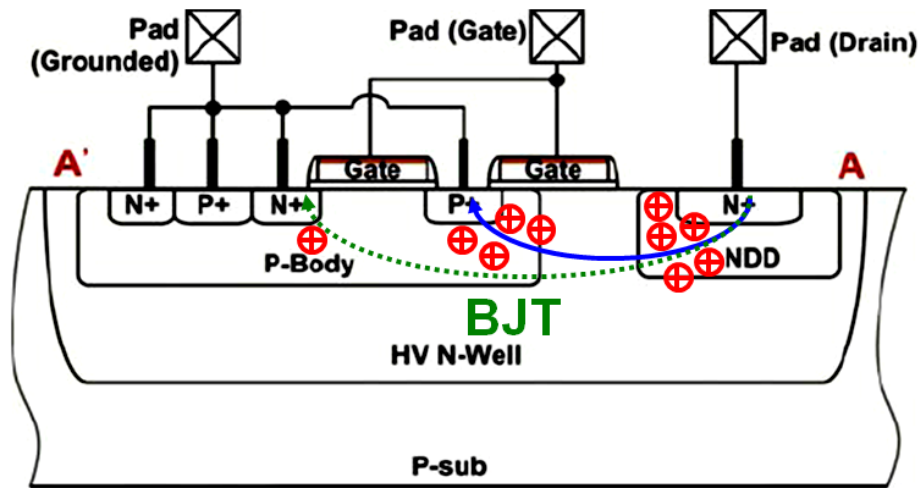 Pad
(Grounded)
Pad (Gate)
Pad (Drain)
A'
Gate
Gate
A
N+
P+
N+
P+
N+
P-Body
NDD
BJT
HV N-Well
P-sub